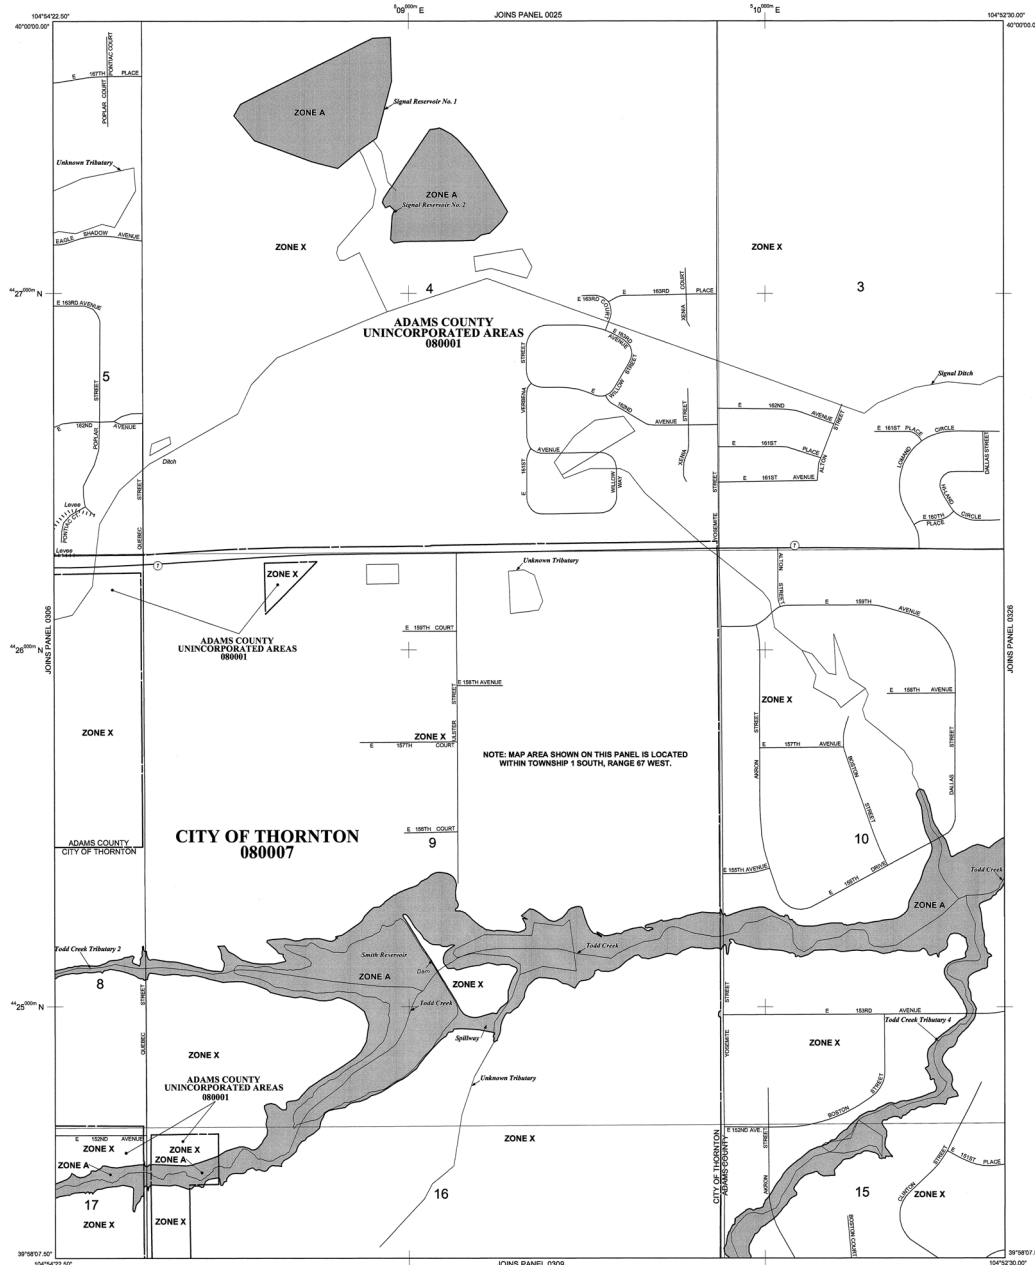 104°54'22.50"
509000m E
JOINS PANEL 0025
510000m E
104°52'30.00"
40°00'00.00"
40°00'00.00"
E 167TH PLACE
PONTIAC COURT
POPLAR COURT
ZONE A
Signal Reservoir No. 1
Unknown Tributary
ZONE A
Signal Reservoir No. 2
EAGLE SHADOW AVENUE
ZONE X
ZONE X
4427000m N
4
3
E 163RD AVENUE
E 163RD COURT
E 163RD PLACE
XENIA COURT
ADAMS COUNTY
UNINCORPORATED AREAS
080001
E 163RD AVENUE
VERBENA STREET
WILLOW STREET
5
POPLAR STREET
Signal Ditch
E 162ND AVENUE
E 162ND AVENUE
XENIA STREET
E 162ND AVENUE
ALTON STREET
E 161ST PLACE
LOMAND CIRCLE
DALLAS STREET
E 161ST PLACE
E 161ST AVENUE
E 161ST AVENUE
WILLOW WAY
HI-LAND CIRCLE
E 160TH PLACE
Ditch
Levee
PONTIAC CT
Levee
QUEBEC STREET
YOSEMITE STREET
7
7
ZONE X
Unknown Tributary
ALTON STREET
E 159TH AVENUE
JOINS PANEL 0306
JOINS PANEL 0326
E 159TH COURT
ADAMS COUNTY
UNINCORPORATED AREAS
080001
4426000m N
E 158TH AVENUE
ULSTER STREET
E 158TH AVENUE
ZONE X
ZONE X
ZONE X
E 157TH COURT
E 157TH AVENUE
AKRON STREET
BOSTON STREET
DALLAS STREET
NOTE: MAP AREA SHOWN ON THIS PANEL IS LOCATED
WITHIN TOWNSHIP 1 SOUTH, RANGE 67 WEST.
CITY OF THORNTON
080007
E 156TH COURT
9
10
ADAMS COUNTY
CITY OF THORNTON
E 155TH AVENUE
E 156TH DRIVE
Todd Creek
ZONE A
Todd Creek Tributary 2
Smith Reservoir
Dam
Todd Creek
ZONE A
ZONE X
8
Todd Creek
4425000m N
Spillway
E 153RD AVENUE
Todd Creek Tributary 4
QUEBEC STREET
YOSEMITE STREET
ZONE X
ZONE X
Unknown Tributary
ADAMS COUNTY
UNINCORPORATED AREAS
080001
BOSTON STREET
E 152ND AVENUE
E 152ND AVE.
ZONE X
ZONE X
ZONE X
ZONE A
ZONE A
E 151ST PLACE
CLINTON STREET
AKRON STREET
CITY OF THORNTON
ADAMS COUNTY
17
16
15
ZONE X
ZONE X
ZONE X
BOSTON COURT
39°58'07.50"
39°58'07.50"
104°54'22.50"
JOINS PANEL 0309
104°52'30.00"